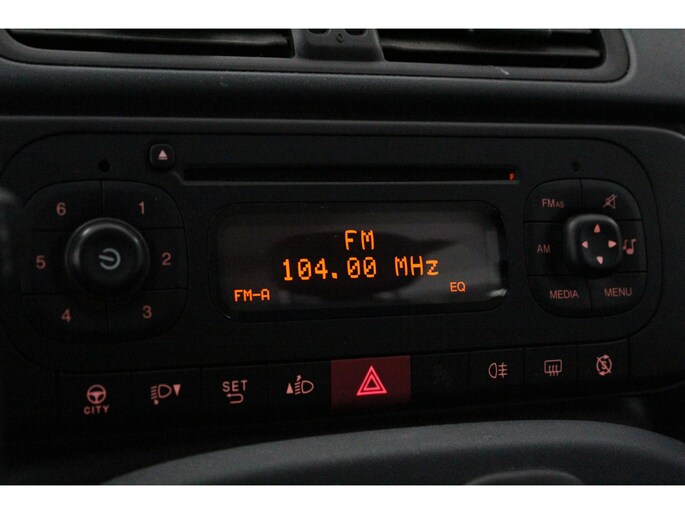 6 1
5 2
4 3
FM
104.00 MHz
FM-A EQ
FMAS
AM
MEDIA MENU
CITY
SET